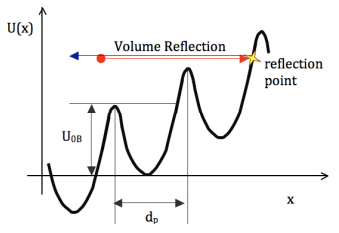 U(x)
Volume Reflection
reflection
point
U0B
x
dp